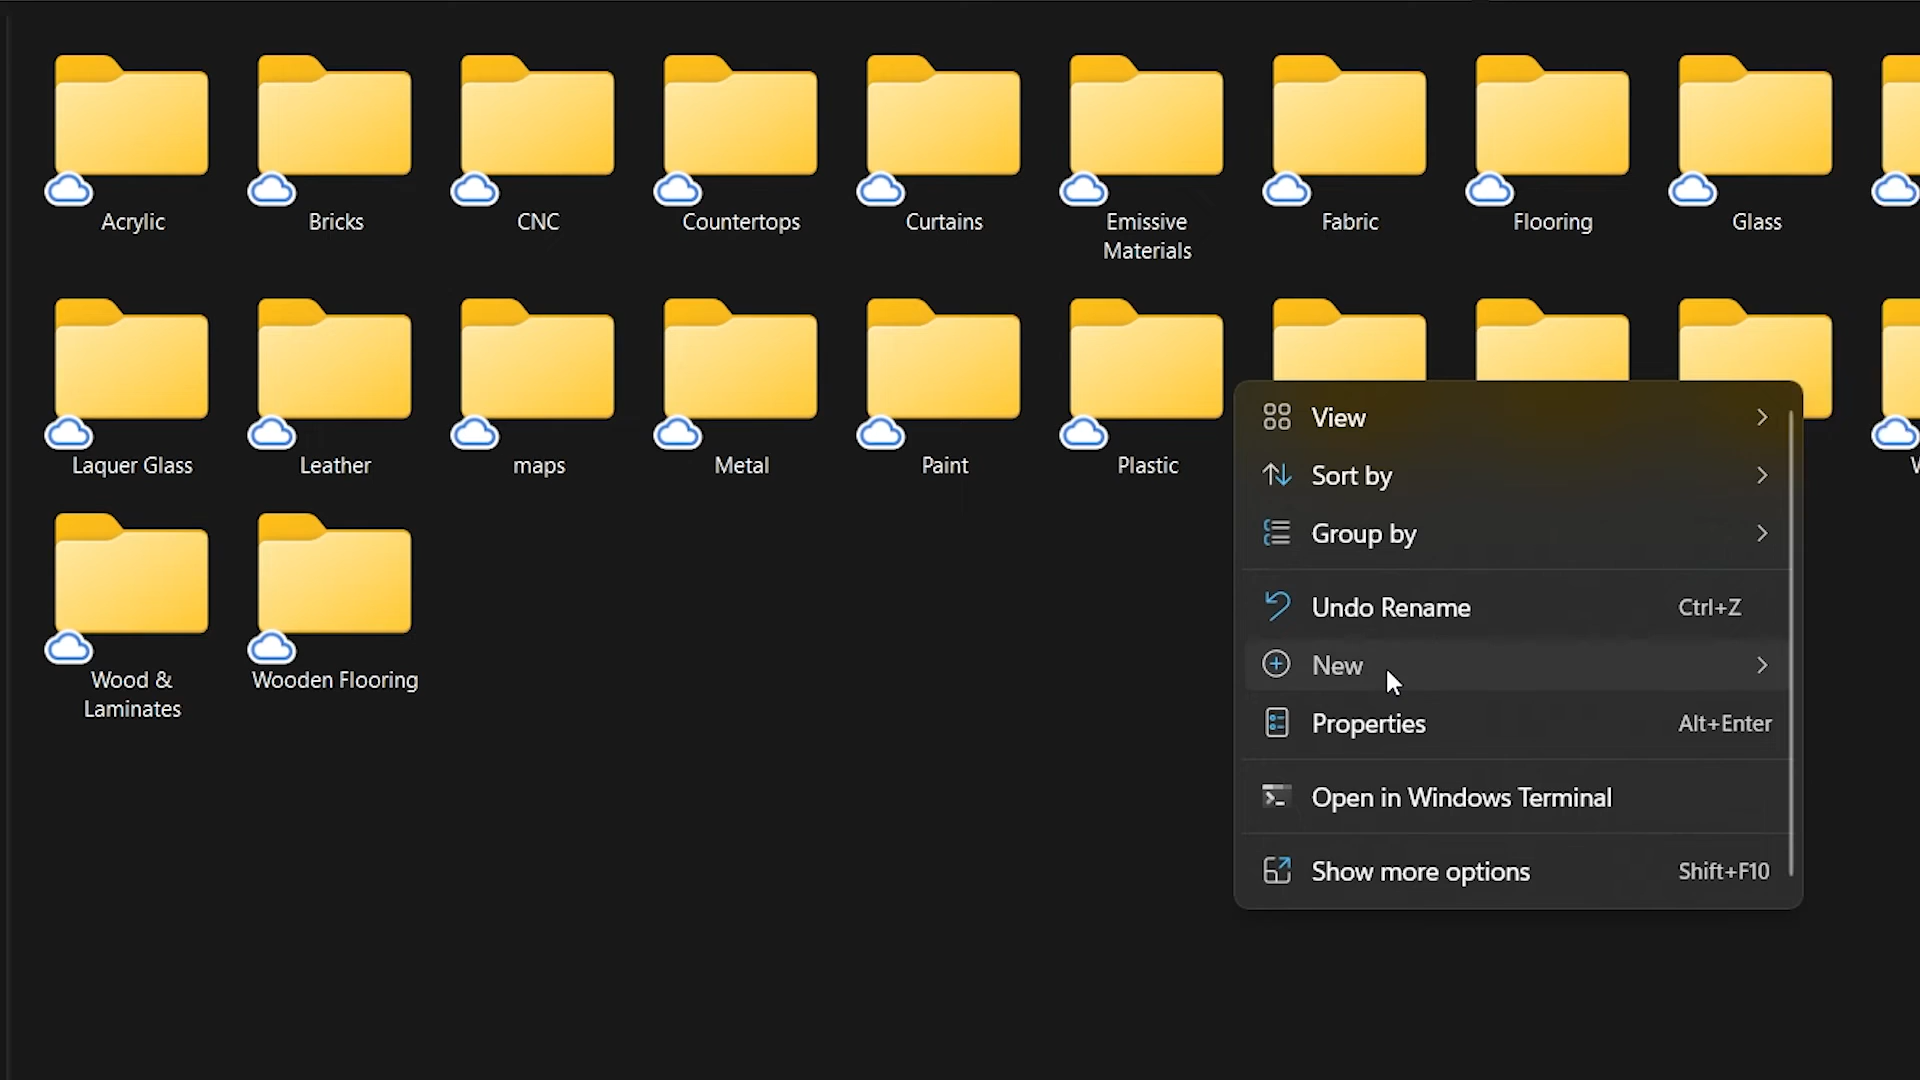 Acrylic
Bricks
CNC
Countertops
Curtains
Emissive
Materials
Fabric
Flooring
Glass
Laquer Glass
Leather
maps
Metal
Paint
Plastic
Wood &
Laminates
Wooden Flooring
View
Sort by
Group by
Undo Rename Ctrl+Z
New
Properties Alt+Enter
Open in Windows Terminal
Show more options Shift+F10